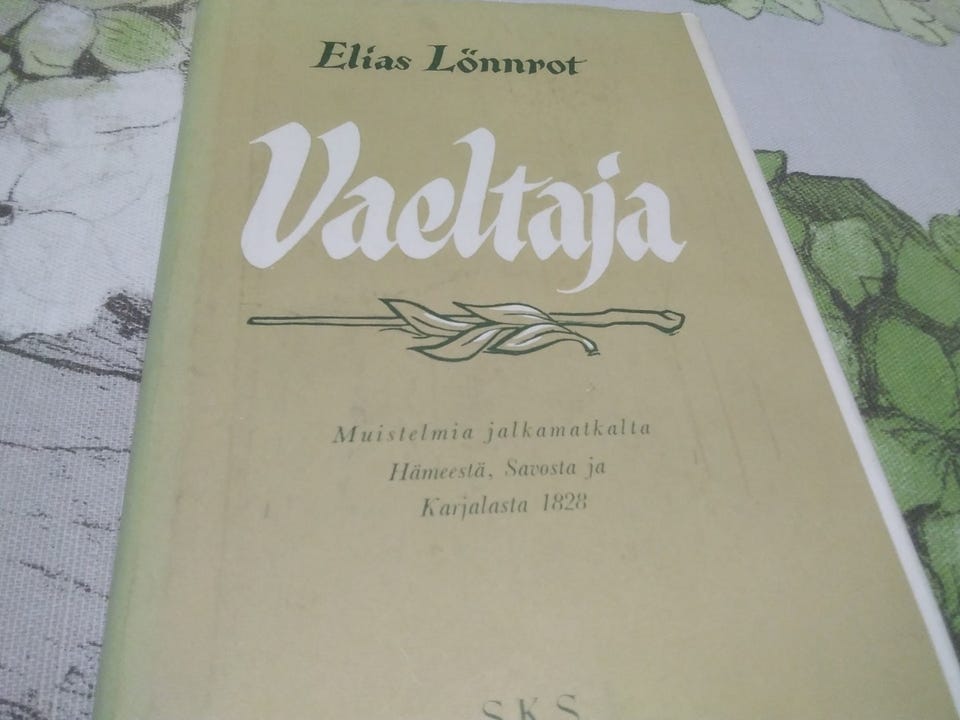 Elias Lönnrot
Vaeltaja
Muistelmia jalkamatkalta
Hämeestä, Savosta ja
Karjalasta 1828
SKS